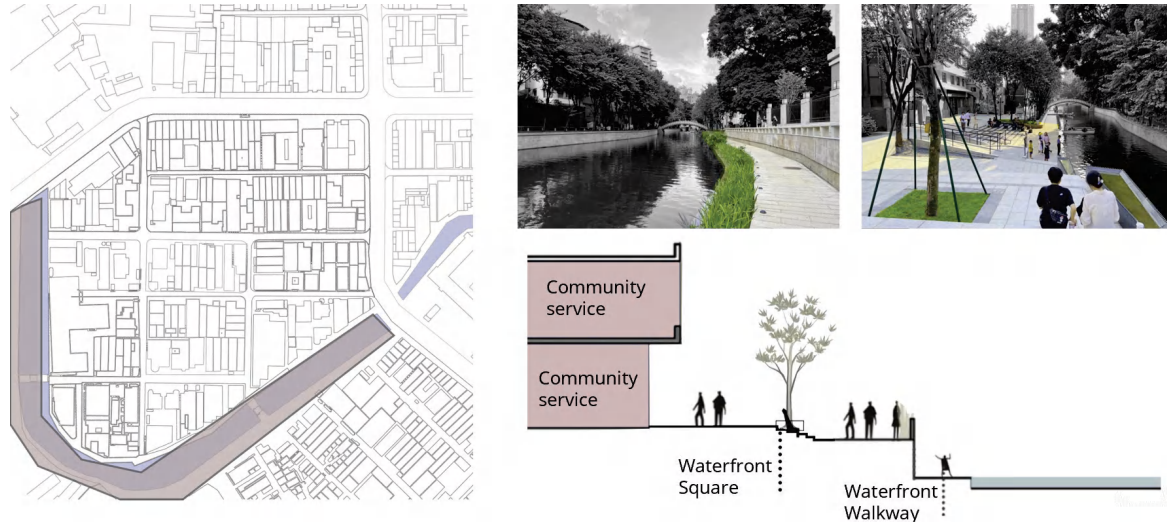 Community
service
Community
service
Waterfront
Square
Waterfront
Walkway